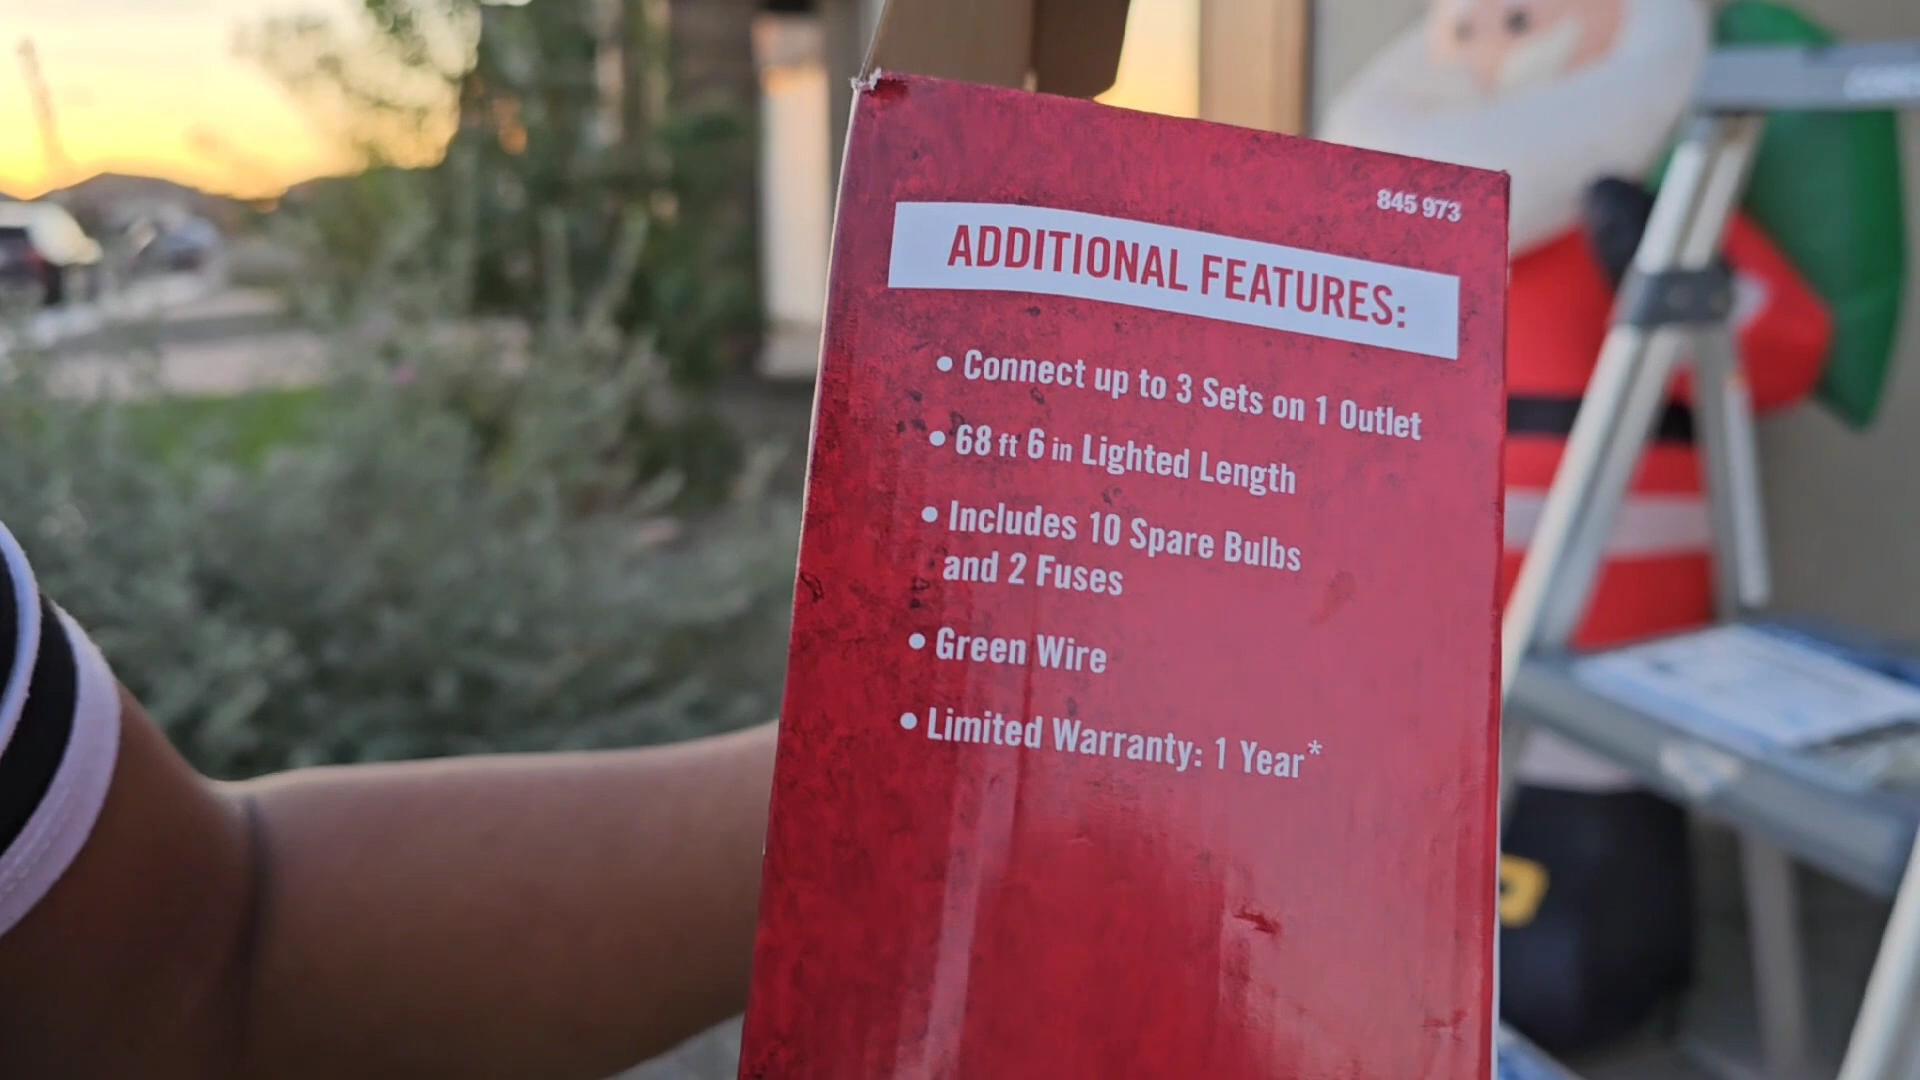 845 973
ADDITIONAL FEATURES:
• Connect up to 3 Sets on 1 Outlet
• 68 ft 6 in Lighted Length
• Includes 10 Spare Bulbs
and 2 Fuses
• Green Wire
• Limited Warranty: 1 Year*